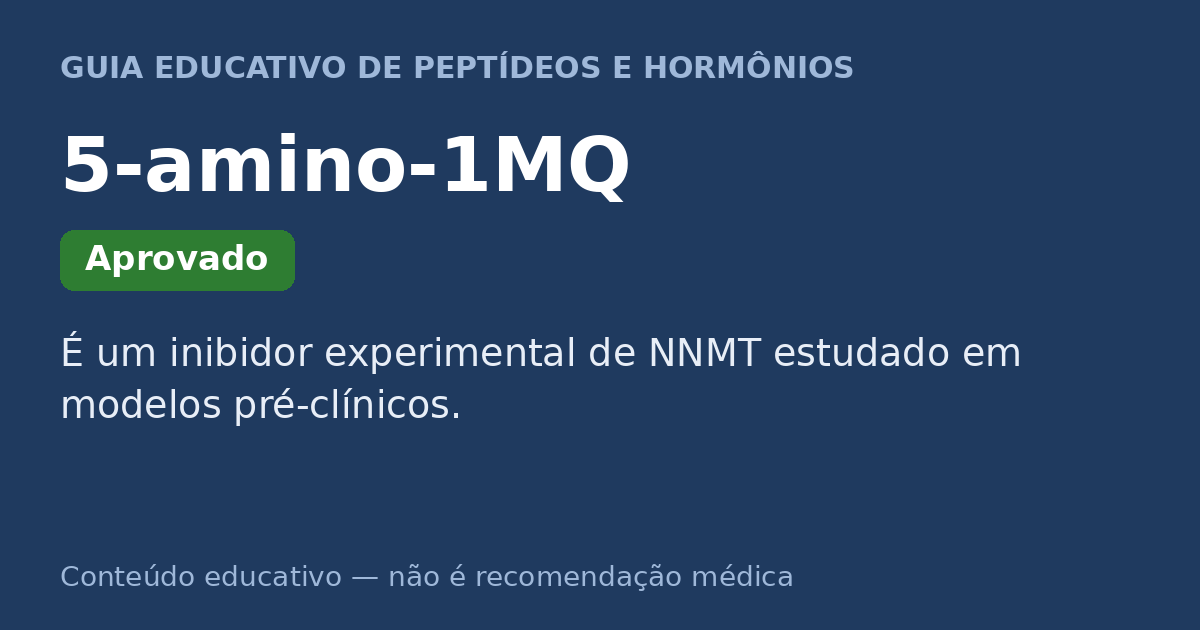 GUIA EDUCATIVO DE PEPTÍDEOS E HORMÔNIOS
5-amino-1MQ
Aprovado
É um inibidor experimental de NNMT estudado em
modelos pré-clínicos.
Conteúdo educativo — não é recomendação médica